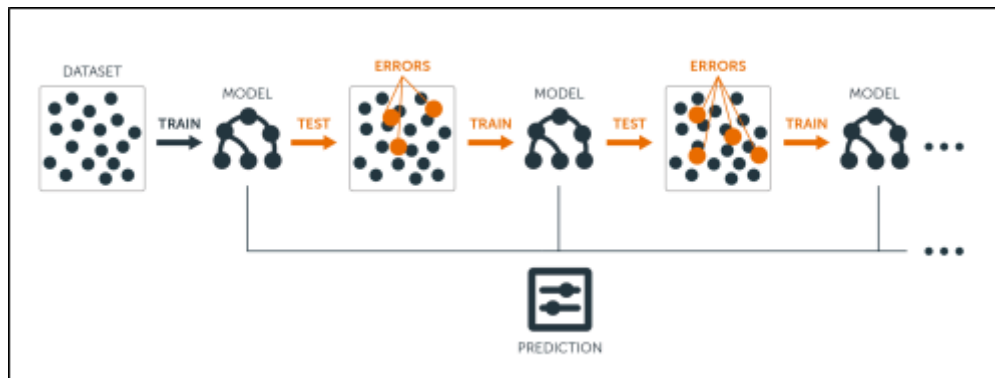 DATASET
ERRORS
ERRORS
MODEL
MODEL
MODEL
TRAIN
TEST
TRAIN
TEST
TRAIN
PREDICTION